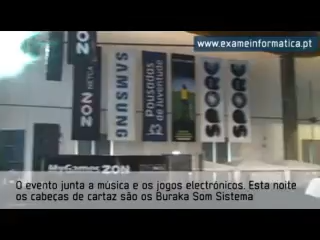 www.exameinformatica.pt
ZON
NETCABO
SAMSUNG
Pousadas
de Juventude
SPORE
SPORE
MyGames ZON
O evento junta a música e os jogos electrónicos. Esta noite
os cabeças de cartaz são os Buraka Som Sistema